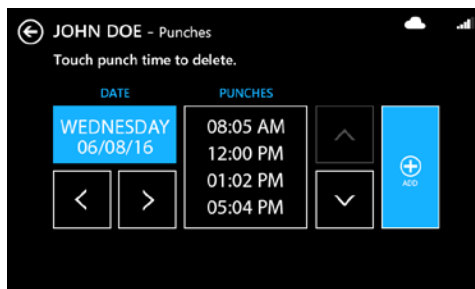 JOHN DOE - Punches
Touch punch time to delete.
DATE
PUNCHES
WEDNESDAY
06/08/16
08:05 AM
12:00 PM
01:02 PM
05:04 PM
ADD